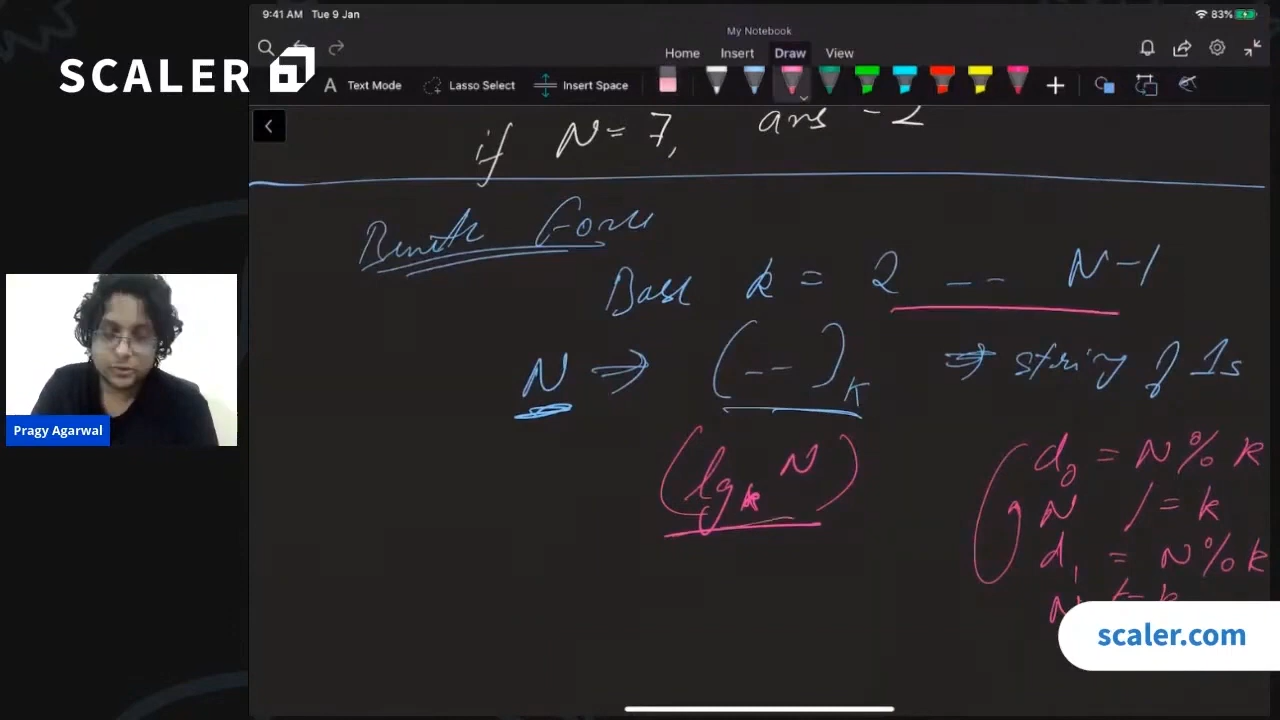 9:41 AM Tue 9 Jan
83%
My Notebook
SCALER
Home Insert Draw View
Text Mode Lasso Select Insert Space
if N = 7, ans = 2
Brute Force
Base k = 2 -- N-1
N ⇒ (--)k ⇒ string of 1s
(lgk N)
d0 = N % k
N /= k
d1 = N % k
N /= k
Pragy Agarwal
scaler.com